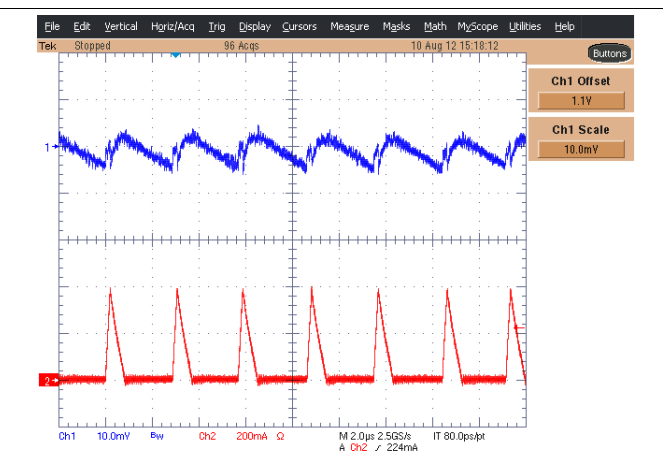 File Edit Vertical Horiz/Acq Trig Display Cursors Measure Masks Math MyScope Utilities Help
Tek Stopped 96 Acqs 10 Aug 12 15:18:12
Buttons
Ch1 Offset
1.1V
Ch1 Scale
10.0mV
1
2
Ch1 10.0mV Bw Ch2 200mA Ω M 2.0µs 2.5GS/s IT 80.0ps/pt
A Ch2 / 224mA